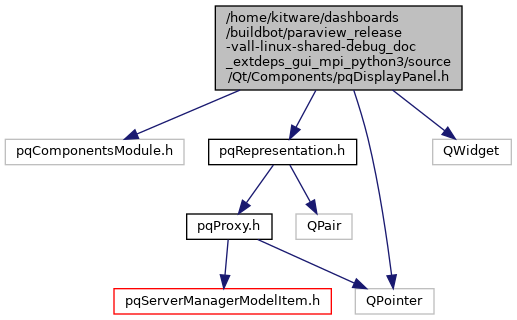 /home/kitware/dashboards
/buildbot/paraview_release
-vall-linux-shared-debug_doc
_extdeps_gui_mpi_python3/source
/Qt/Components/pqDisplayPanel.h
pqComponentsModule.h
pqRepresentation.h
QWidget
pqProxy.h
QPair
pqServerManagerModelItem.h
QPointer